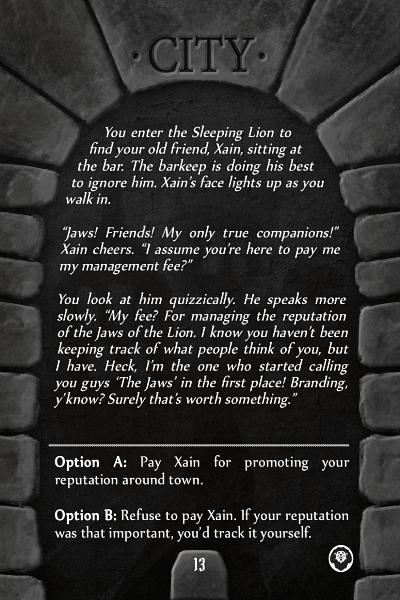 · CITY ·
You enter the Sleeping Lion to
find your old friend, Xain, sitting at
the bar. The barkeep is doing his best
to ignore him. Xain's face lights up as you
walk in.
“Jaws! Friends! My only true companions!”
Xain cheers. “I assume you're here to pay me
my management fee?”
You look at him quizzically. He speaks more
slowly. “My fee? For managing the reputation
of the Jaws of the Lion. I know you haven't been
keeping track of what people think of you, but
I have. Heck, I'm the one who started calling
you guys ‘The Jaws’ in the first place! Branding,
y'know? Surely that's worth something.”
Option A: Pay Xain for promoting your
reputation around town.
Option B: Refuse to pay Xain. If your reputation
was that important, you'd track it yourself.
13